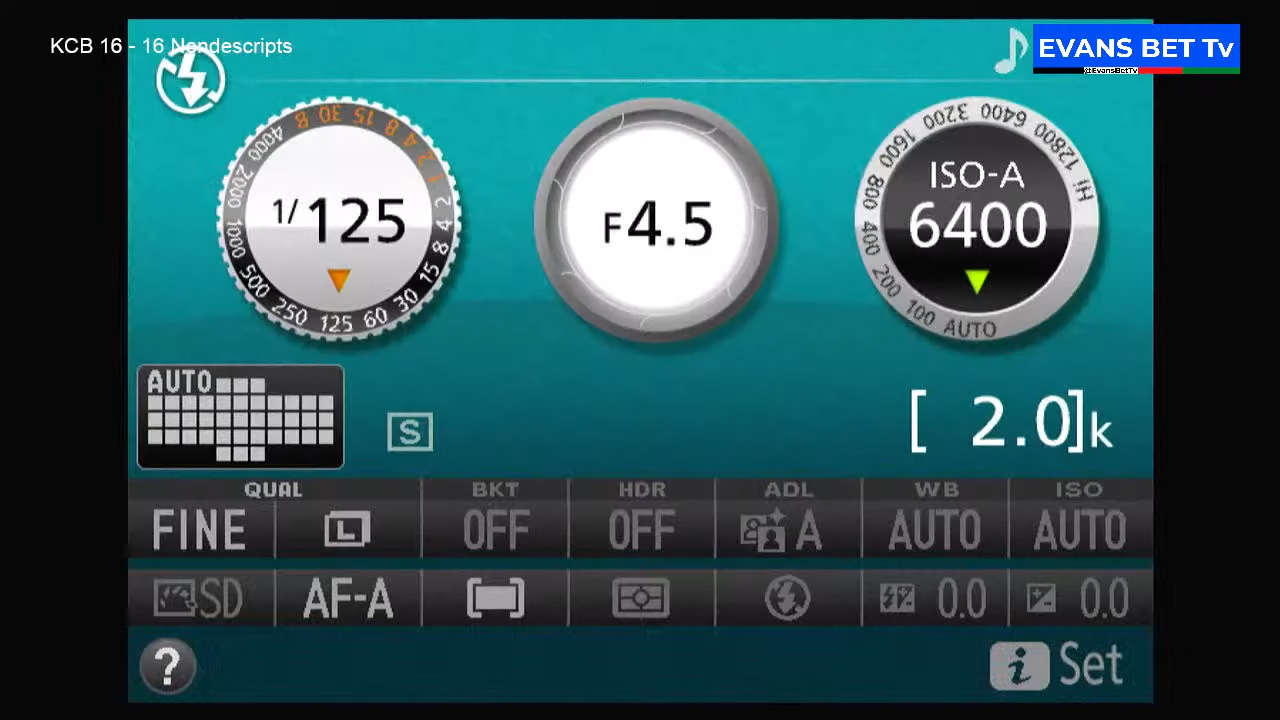 KCB 16 - 16 Nondescripts
EVANS BET Tv
@EvansBetTv
4000 8 30 15 8 4 2 1 2 4 8 15 30 60 125 250 500 1000 2000
1/125
F4.5
100 200 400 800 1600 3200 6400 12800 Hi
ISO-A
6400
AUTO
AUTO
S
[ 2.0]k
QUAL BKT HDR ADL WB ISO
FINE L OFF OFF A AUTO AUTO
SD AF-A 0.0 0.0
? i Set